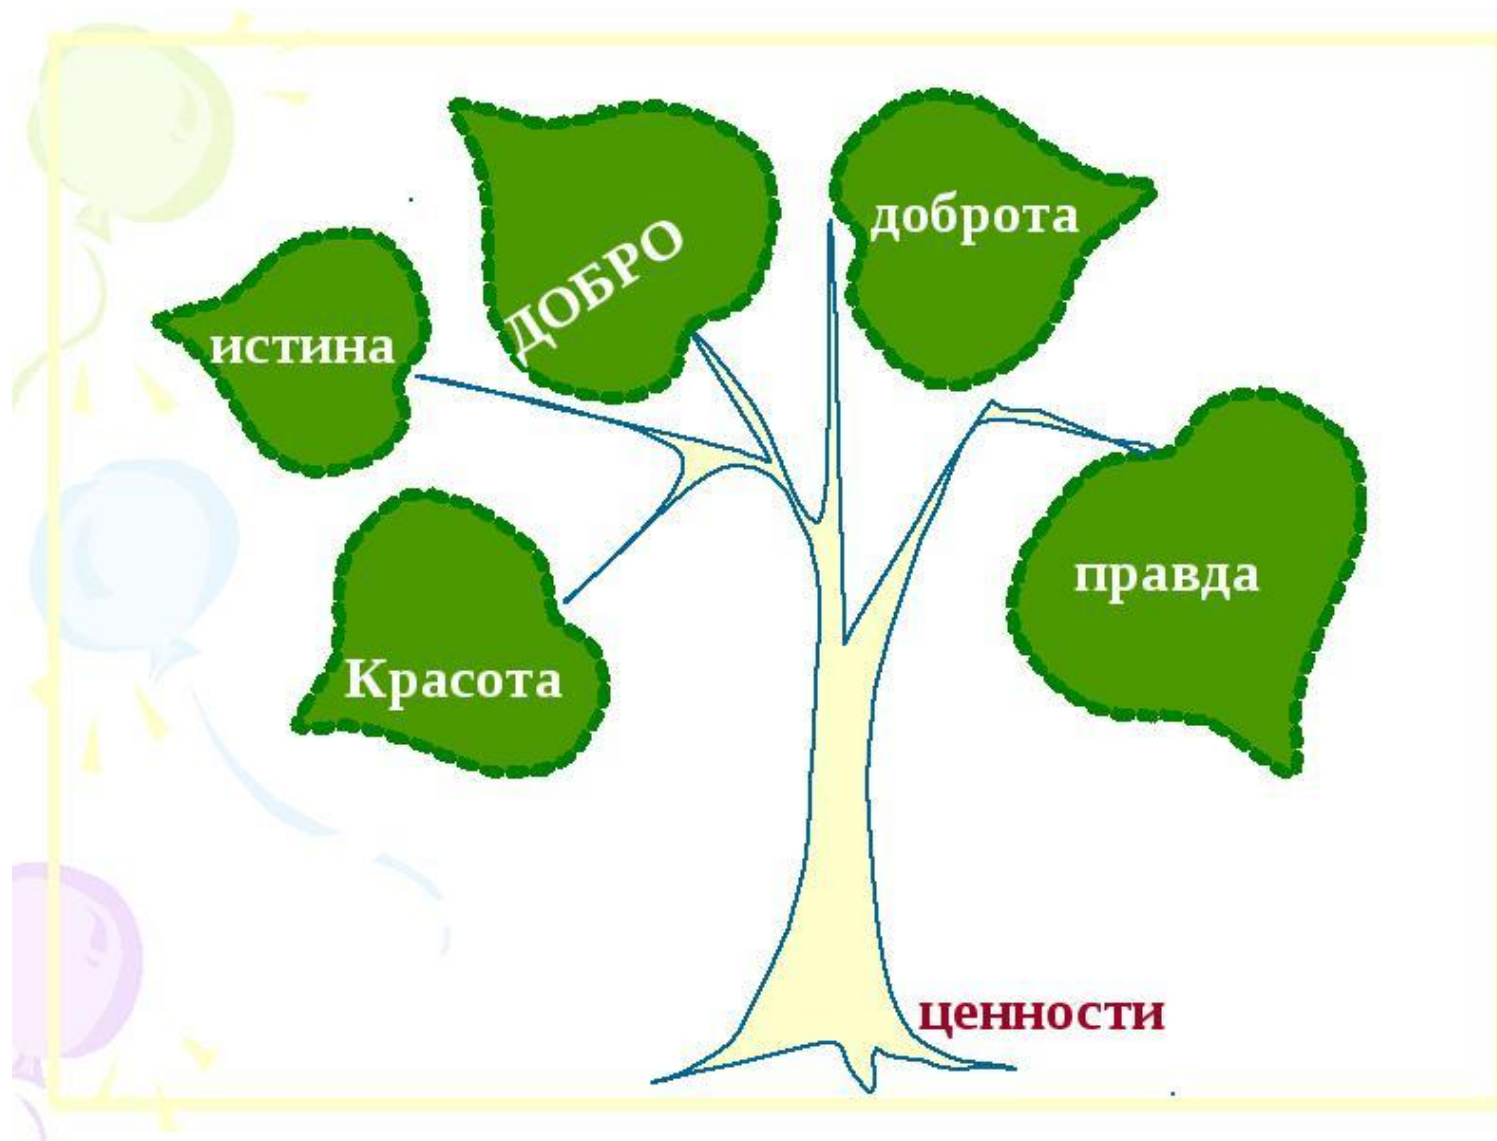 ДОБРО
доброта
истина
правда
Красота
ценности